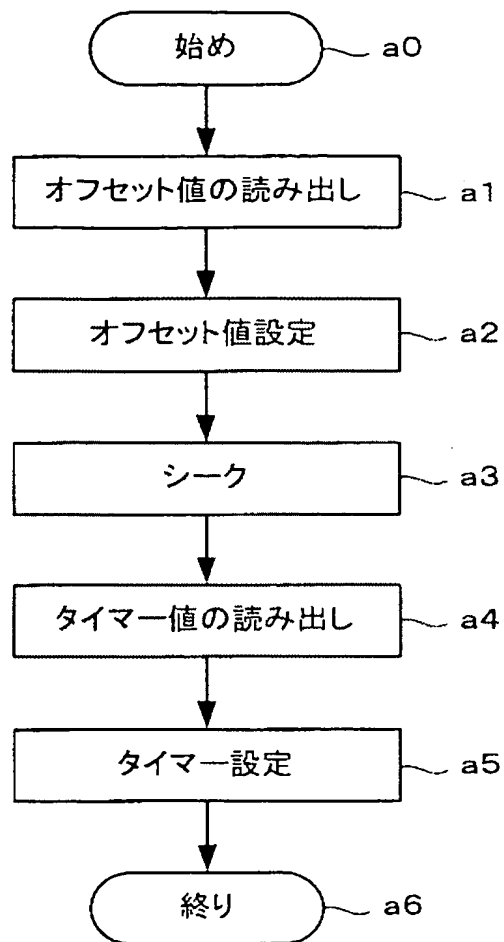 始め a0
オフセット値の読み出し a1
オフセット値設定 a2
シーク a3
タイマー値の読み出し a4
タイマー設定 a5
終り a6